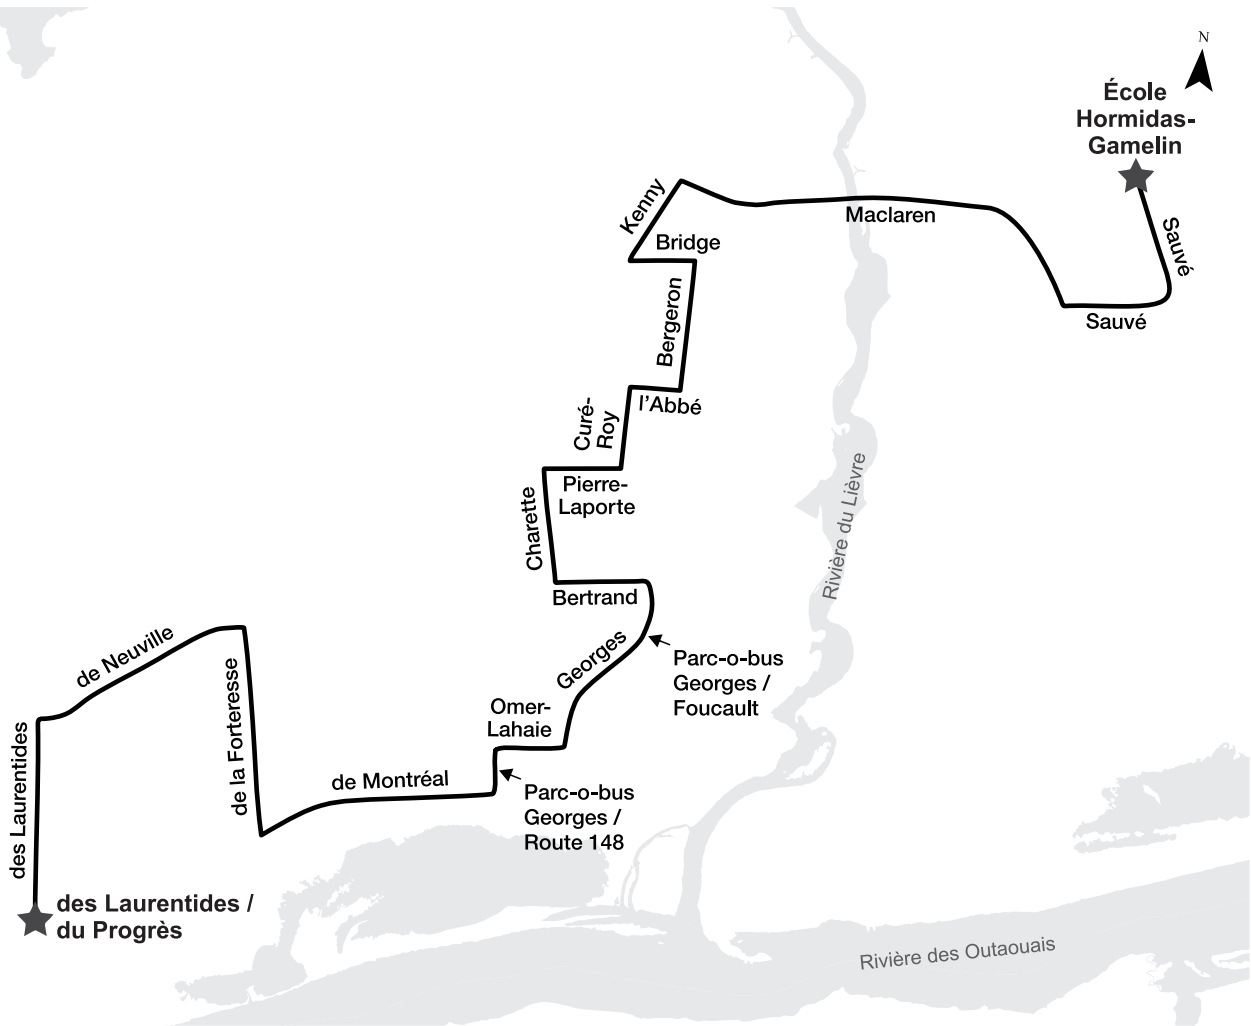 N
École
Hormidas-
Gamelin
Kenny
Maclaren
Sauvé
Bridge
Bergeron
Sauvé
l'Abbé
Curé-
Roy
Pierre-
Laporte
Charette
Rivière du Lièvre
Bertrand
Georges
Parc-o-bus
Georges /
Foucault
de Neuville
de la Forteresse
Omer-
Lahaie
des Laurentides
de Montréal
Parc-o-bus
Georges /
Route 148
des Laurentides /
du Progrès
Rivière des Outaouais